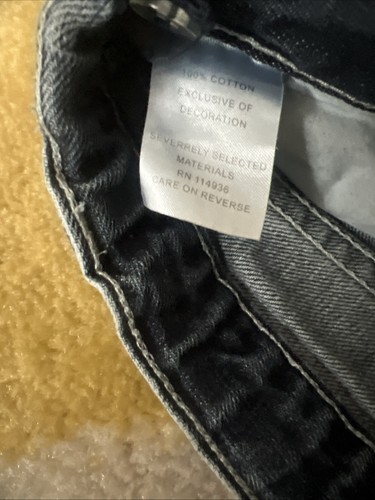 100% COTTON
EXCLUSIVE OF
DECORATION
SEVERRELY SELECTED
MATERIALS
RN 114936
CARE ON REVERSE